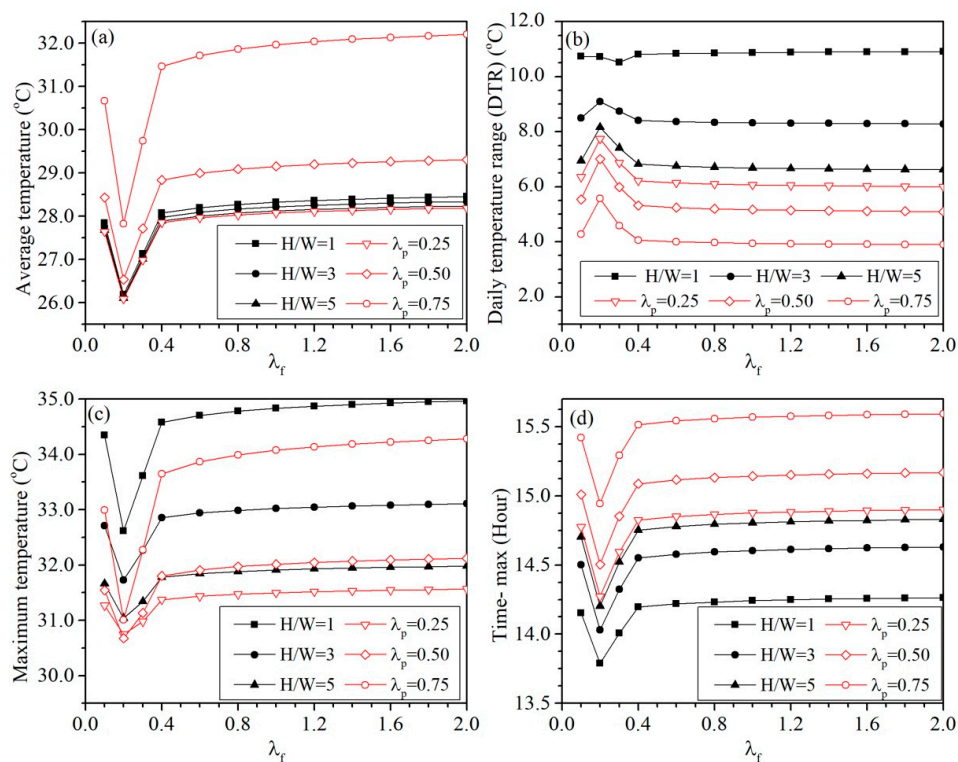 (a)
Average temperature (°C)
32.0
31.0
30.0
29.0
28.0
27.0
26.0
0.0 0.4 0.8 1.2 1.6 2.0
λf
H/W=1 λp=0.25
H/W=3 λp=0.50
H/W=5 λp=0.75
(b)
Daily temperature range (DTR) (°C)
12.0
10.0
8.0
6.0
4.0
2.0
0.0 0.4 0.8 1.2 1.6 2.0
λf
H/W=1 H/W=3 H/W=5
λp=0.25 λp=0.50 λp=0.75
(c)
Maximum temperature (°C)
35.0
34.0
33.0
32.0
31.0
30.0
0.0 0.4 0.8 1.2 1.6 2.0
λf
H/W=1 λp=0.25
H/W=3 λp=0.50
H/W=5 λp=0.75
(d)
Time- max (Hour)
15.5
15.0
14.5
14.0
13.5
0.0 0.4 0.8 1.2 1.6 2.0
λf
H/W=1 λp=0.25
H/W=3 λp=0.50
H/W=5 λp=0.75